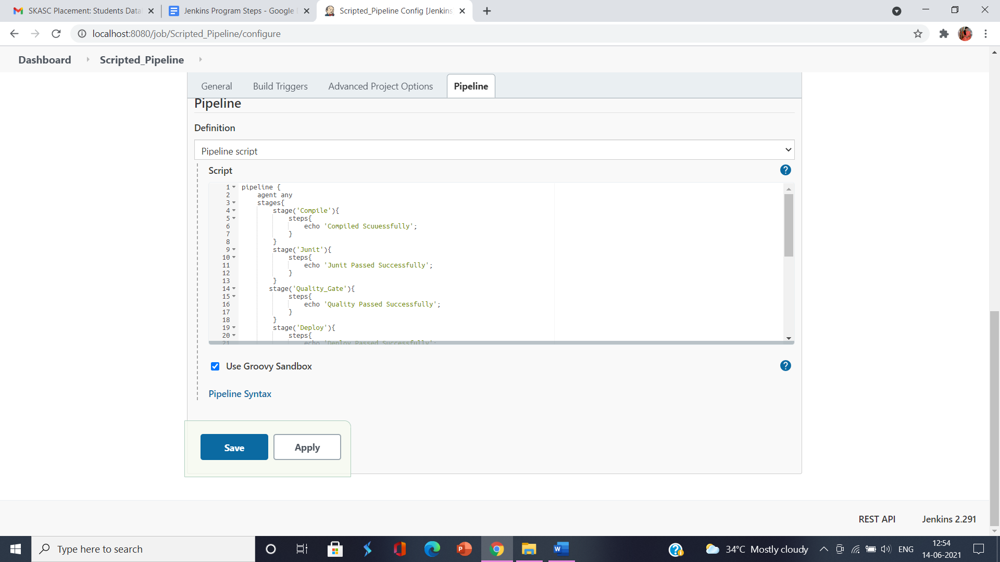 SKASC Placement: Students Data
Jenkins Program Steps - Google
Scripted_Pipeline Config [Jenkins
localhost:8080/job/Scripted_Pipeline/configure
Dashboard
Scripted_Pipeline
General
Build Triggers
Advanced Project Options
Pipeline
Pipeline
Definition
Pipeline script
Script
?
1 pipeline {
2 agent any
3 stages{
4 stage('Compile'){
5 steps{
6 echo 'Compiled Scuuessfully';
7 }
8 }
9 stage('Junit'){
10 steps{
11 echo 'Junit Passed Successfully';
12 }
13 }
14 stage('Quality_Gate'){
15 steps{
16 echo 'Quality Passed Successfully';
17 }
18 }
19 stage('Deploy'){
20 steps{
21 echo 'Deploy Passed Successfully';
Use Groovy Sandbox
?
Pipeline Syntax
Save
Apply
REST API
Jenkins 2.291
Type here to search
34°C Mostly cloudy
ENG
12:54
14-06-2021